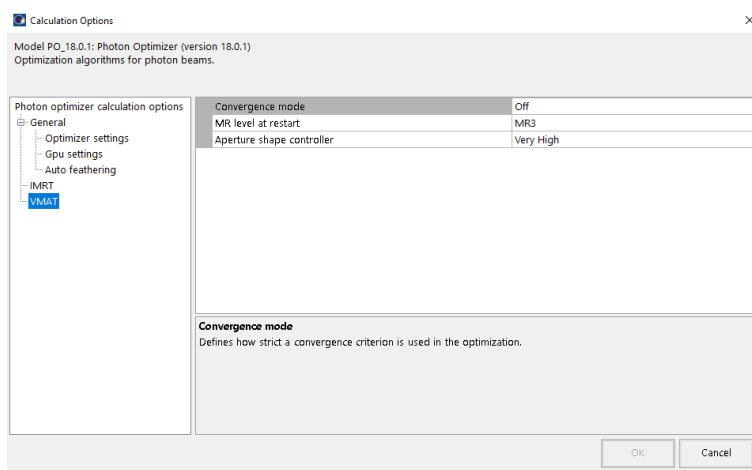 Calculation Options
Model PO_18.0.1: Photon Optimizer (version 18.0.1)
Optimization algorithms for photon beams.
Photon optimizer calculation options
General
Optimizer settings
Gpu settings
Auto feathering
IMRT
VMAT
Convergence mode Off
MR level at restart MR3
Aperture shape controller Very High
Convergence mode
Defines how strict a convergence criterion is used in the optimization.
OK Cancel